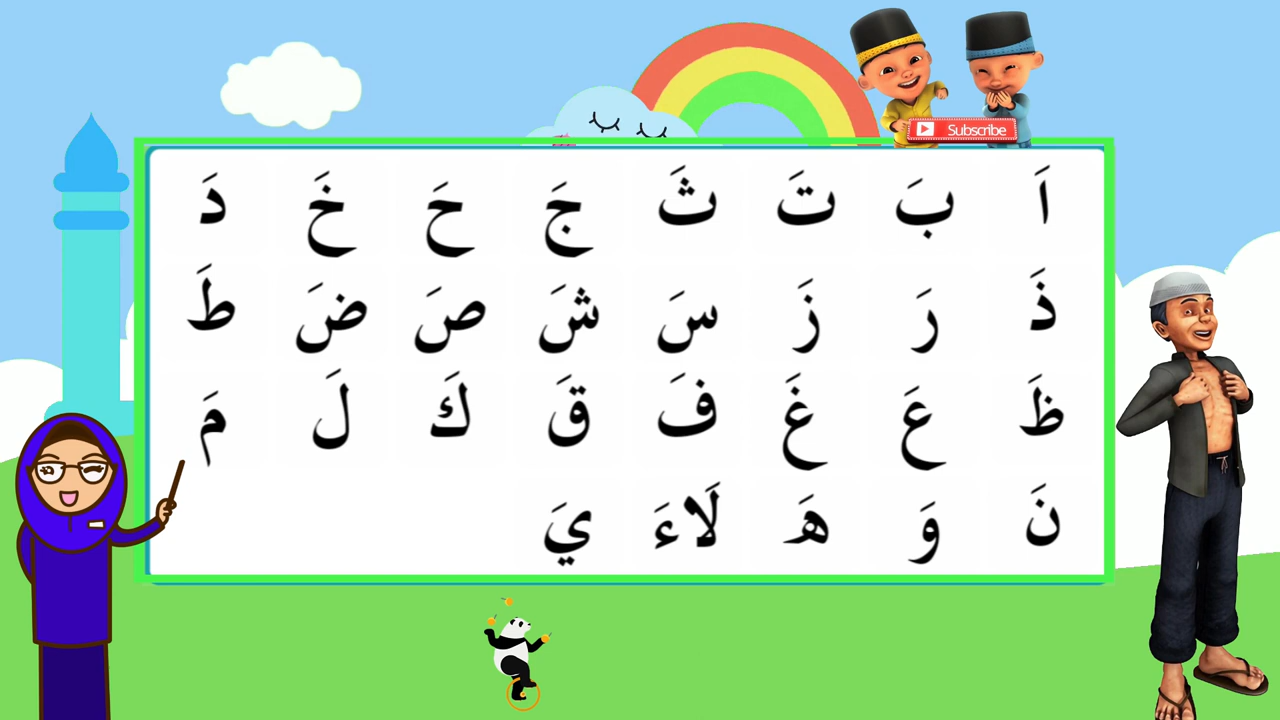 Subscribe
اَ بَ تَ ثَ جَ حَ خَ دَ
ذَ رَ زَ سَ شَ صَ ضَ طَ
ظَ عَ غَ فَ قَ كَ لَ مَ
نَ وَ هَ لَاءَ يَ